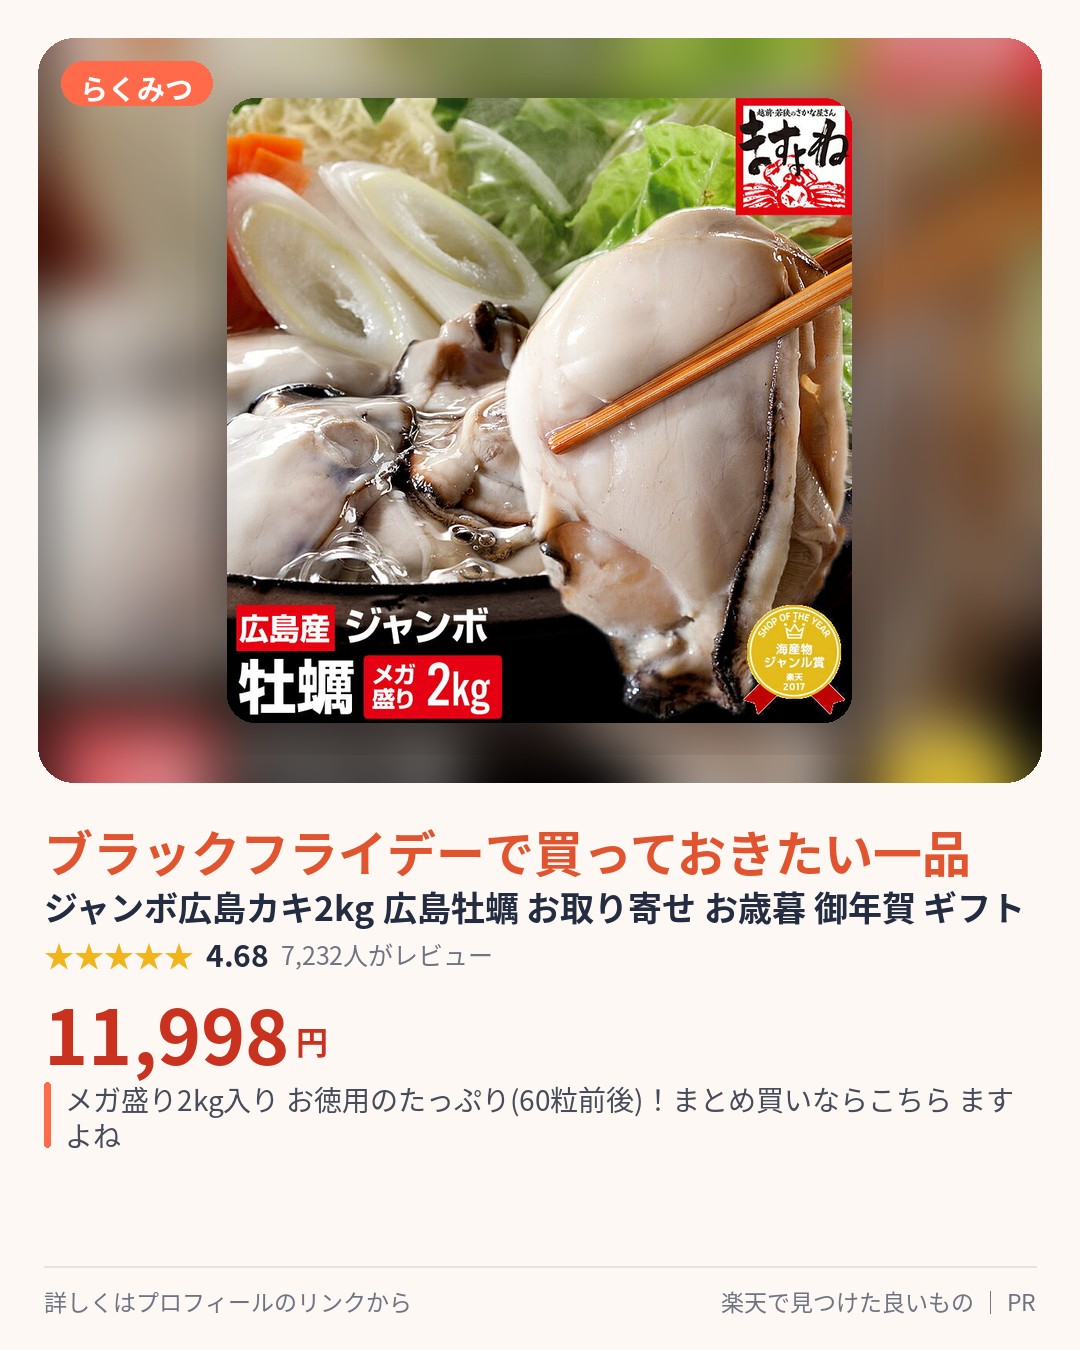 らくみつ
越前・若狭のさかな屋さん
ますよね
広島産 ジャンボ
牡蠣 メガ盛り 2kg
SHOP OF THE YEAR
海産物
ジャンル賞
楽天
2017
ブラックフライデーで買っておきたい一品
ジャンボ広島カキ2kg 広島牡蠣 お取り寄せ お歳暮 御年賀 ギフト
★★★★★ 4.68 7,232人がレビュー
11,998円
メガ盛り2kg入り お徳用のたっぷり(60粒前後)！まとめ買いならこちら ます
よね
詳しくはプロフィールのリンクから
楽天で見つけた良いもの｜PR